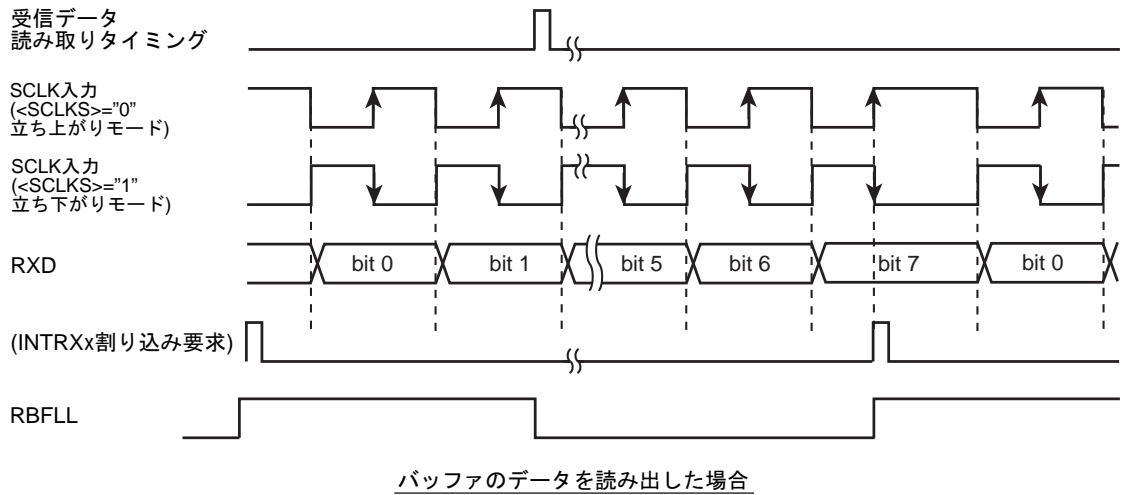 受信データ
読み取りタイミング
SCLK入力
(<SCLKS>="0"
立ち上がりモード)
SCLK入力
(<SCLKS>="1"
立ち下がりモード)
RXD
bit 0
bit 1
bit 5
bit 6
bit 7
bit 0
(INTRXx割り込み要求)
RBFLL
バッファのデータを読み出した場合